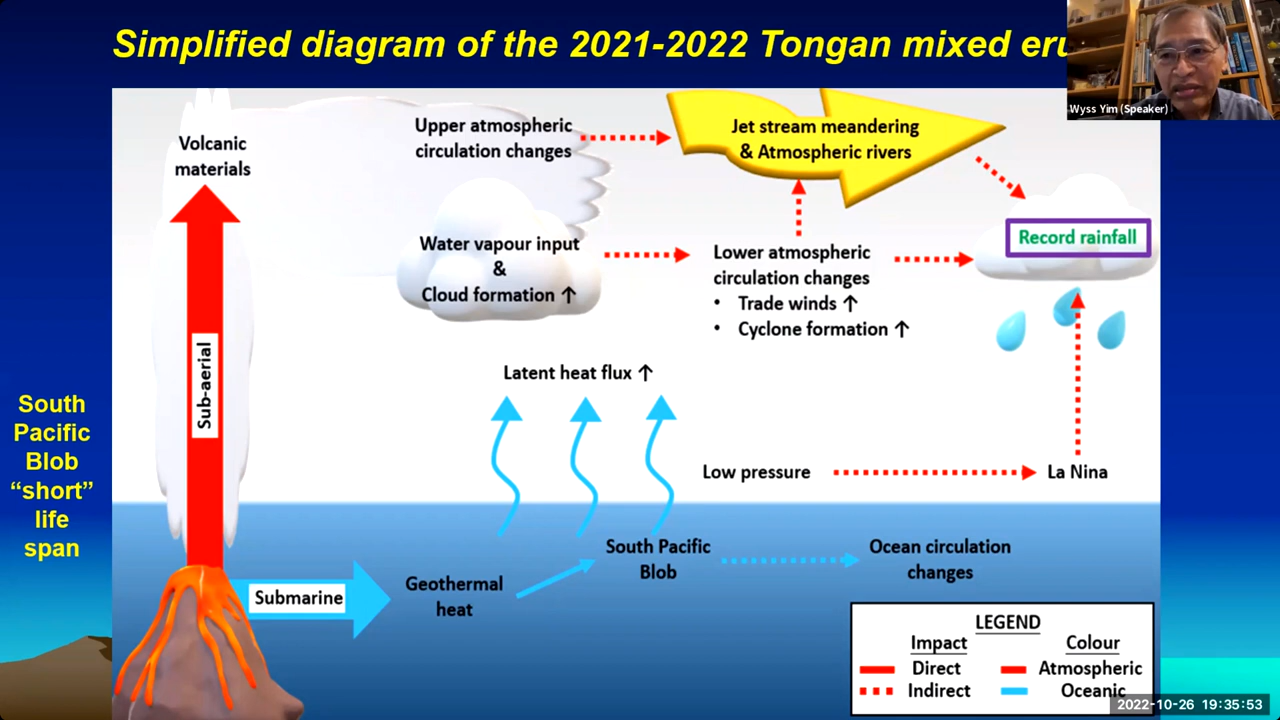 Simplified diagram of the 2021-2022 Tongan mixed
Wyss Yim (Speaker)
Volcanic
materials
Upper atmospheric
circulation changes
Jet stream meandering
& Atmospheric rivers
Record rainfall
Water vapour input
&
Cloud formation ↑
Lower atmospheric
circulation changes
• Trade winds ↑
• Cyclone formation ↑
Sub-aerial
Latent heat flux ↑
South
Pacific
Blob
“short”
life
span
Low pressure
La Nina
South Pacific
Blob
Ocean circulation
changes
Submarine
Geothermal
heat
LEGEND
Impact Colour
Direct Atmospheric
Indirect Oceanic
2022-10-26 19:35:53